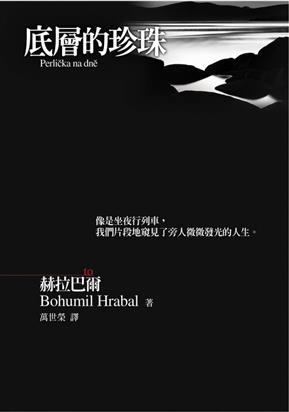 底層的珍珠
Perlička na dně
像是坐夜行列車，
我們片段地窺見了旁人微微發光的人生。
to
赫拉巴爾
Bohumil Hrabal 著
萬世榮 譯